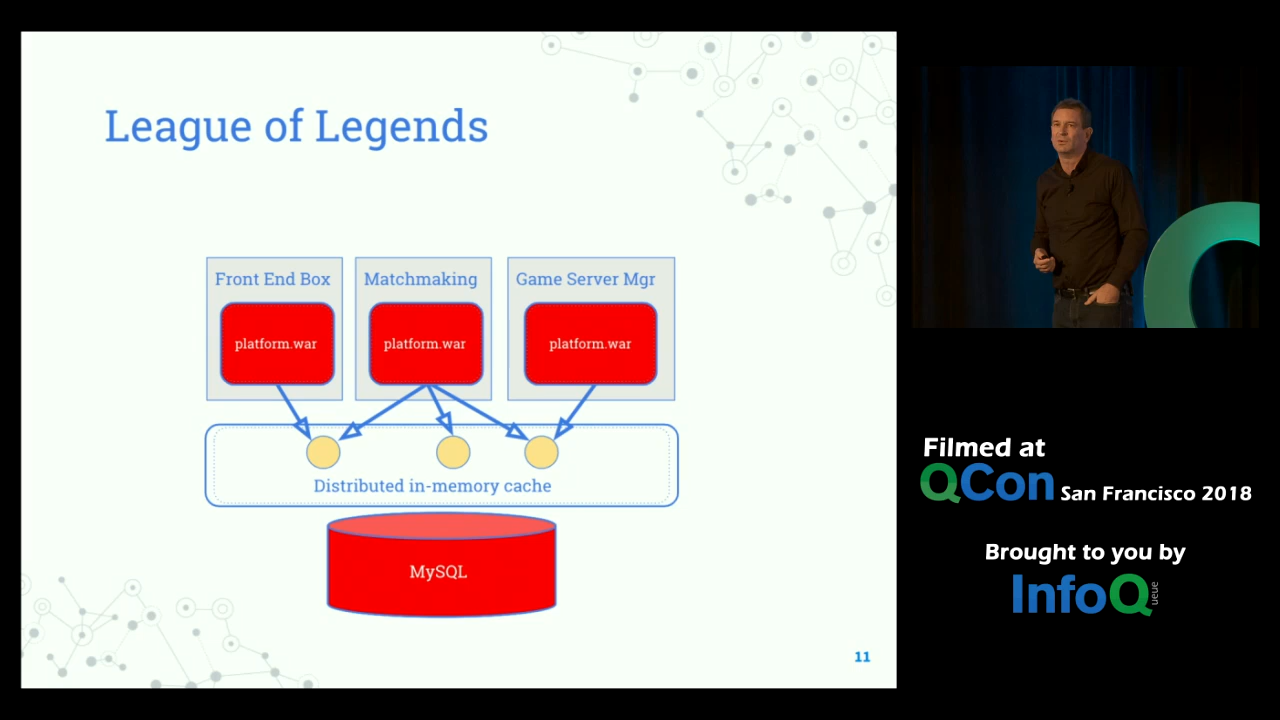 League of Legends
Front End Box
Matchmaking
Game Server Mgr
platform.war
platform.war
platform.war
Distributed in-memory cache
MySQL
11
Filmed at
QCon San Francisco 2018
Brought to you by
InfoQ
ueue